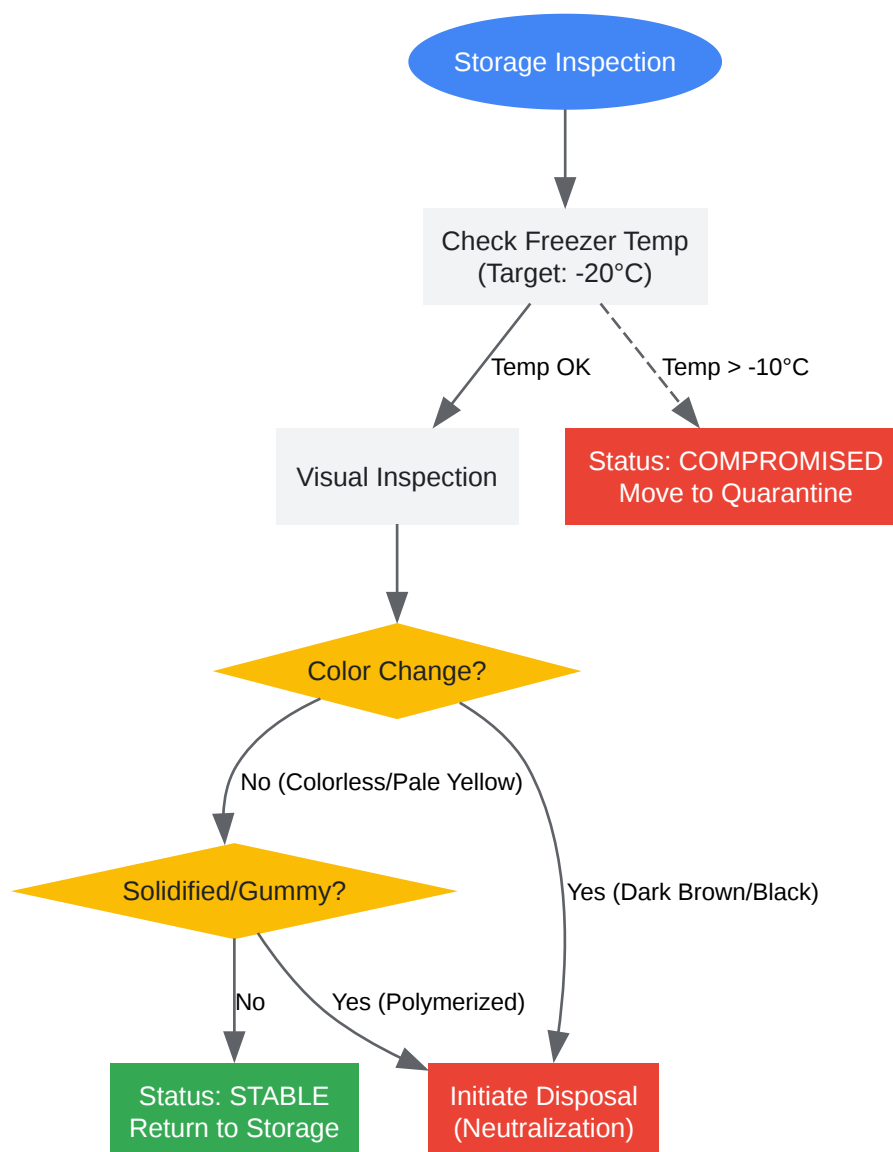 Storage Inspection
Check Freezer Temp
(Target: -20°C)
Temp OK
Temp > -10°C
Visual Inspection
Status: COMPROMISED
Move to Quarantine
Color Change?
No (Colorless/Pale Yellow)
Solidified/Gummy?
Yes (Dark Brown/Black)
No
Yes (Polymerized)
Status: STABLE
Return to Storage
Initiate Disposal
(Neutralization)